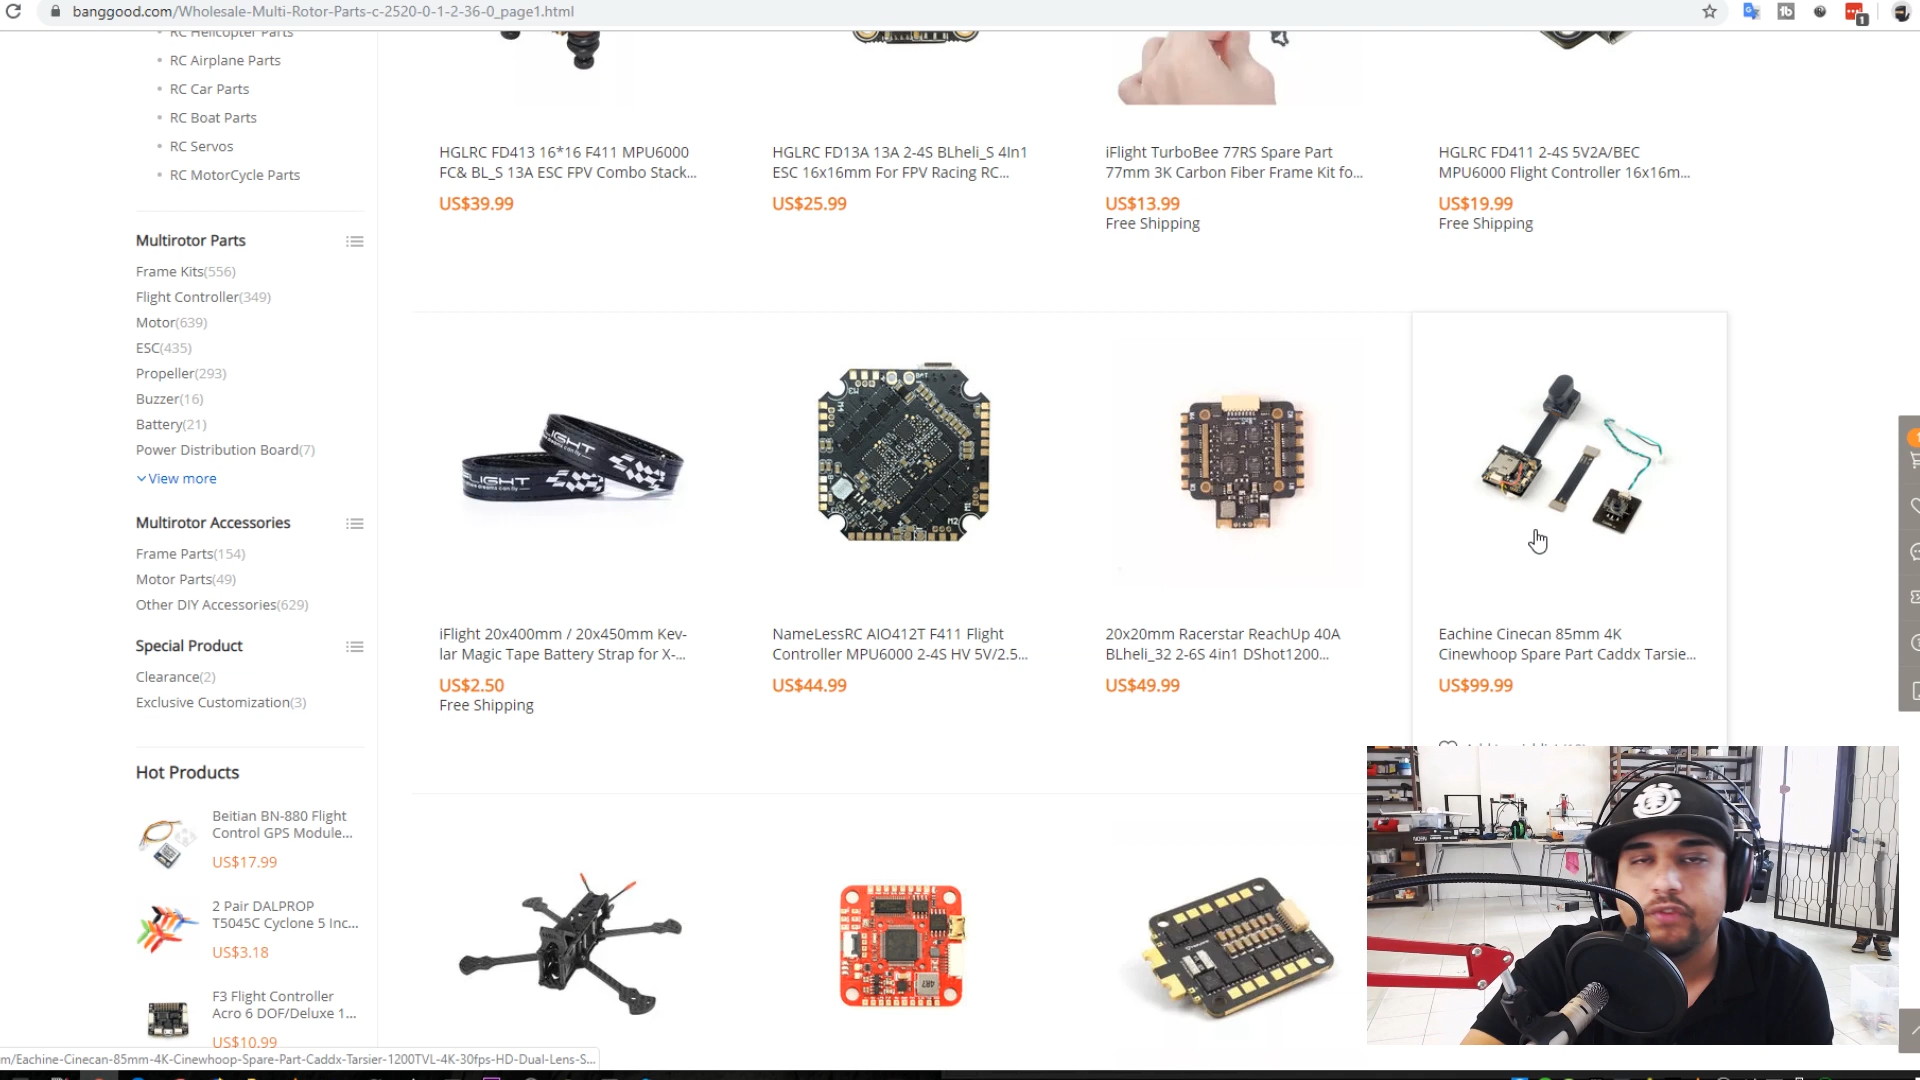 banggood.com/Wholesale-Multi-Rotor-Parts-c-2520-0-1-2-36-0_page1.html
1
RC Helicopter Parts
RC Airplane Parts
RC Car Parts
RC Boat Parts
RC Servos
RC MotorCycle Parts
Multirotor Parts
Frame Kits(556)
Flight Controller(349)
Motor(639)
ESC(435)
Propeller(293)
Buzzer(16)
Battery(21)
Power Distribution Board(7)
View more
Multirotor Accessories
Frame Parts(154)
Motor Parts(49)
Other DIY Accessories(629)
Special Product
Clearance(2)
Exclusive Customization(3)
Hot Products
Beitian BN-880 Flight
Control GPS Module...
US$17.99
2 Pair DALPROP
T5045C Cyclone 5 Inc...
US$3.18
F3 Flight Controller
Acro 6 DOF/Deluxe 1...
US$10.99
HGLRC FD413 16*16 F411 MPU6000
FC& BL_S 13A ESC FPV Combo Stack...
US$39.99
HGLRC FD13A 13A 2-4S BLheli_S 4In1
ESC 16x16mm For FPV Racing RC...
US$25.99
iFlight TurboBee 77RS Spare Part
77mm 3K Carbon Fiber Frame Kit fo...
US$13.99
Free Shipping
HGLRC FD411 2-4S 5V2A/BEC
MPU6000 Flight Controller 16x16m...
US$19.99
Free Shipping
iFlight 20x400mm / 20x450mm Kev-
lar Magic Tape Battery Strap for X-...
US$2.50
Free Shipping
NameLessRC AIO412T F411 Flight
Controller MPU6000 2-4S HV 5V/2.5...
US$44.99
20x20mm Racerstar ReachUp 40A
BLheli_32 2-6S 4in1 DShot1200...
US$49.99
Eachine Cinecan 85mm 4K
Cinewhoop Spare Part Caddx Tarsie...
US$99.99
m/Eachine-Cinecan-85mm-4K-Cinewhoop-Spare-Part-Caddx-Tarsier-1200TVL-4K-30fps-HD-Dual-Lens-S...